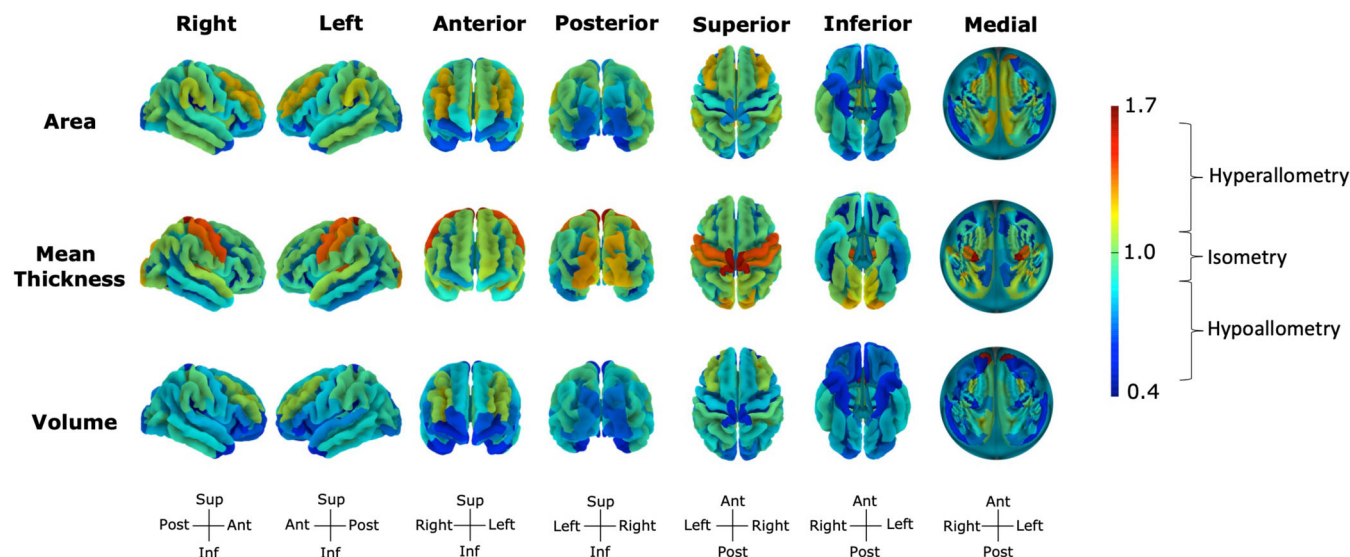 Right Left Anterior Posterior Superior Inferior Medial
Area
Mean
Thickness
Volume
1.7
1.0
0.4
Hyperallometry
Isometry
Hypoallometry
Sup Sup Sup Sup Ant Ant Ant
Post Ant Ant Post Right Left Left Right Left Right Right Left Right Left
Inf Inf Inf Inf Post Post Post